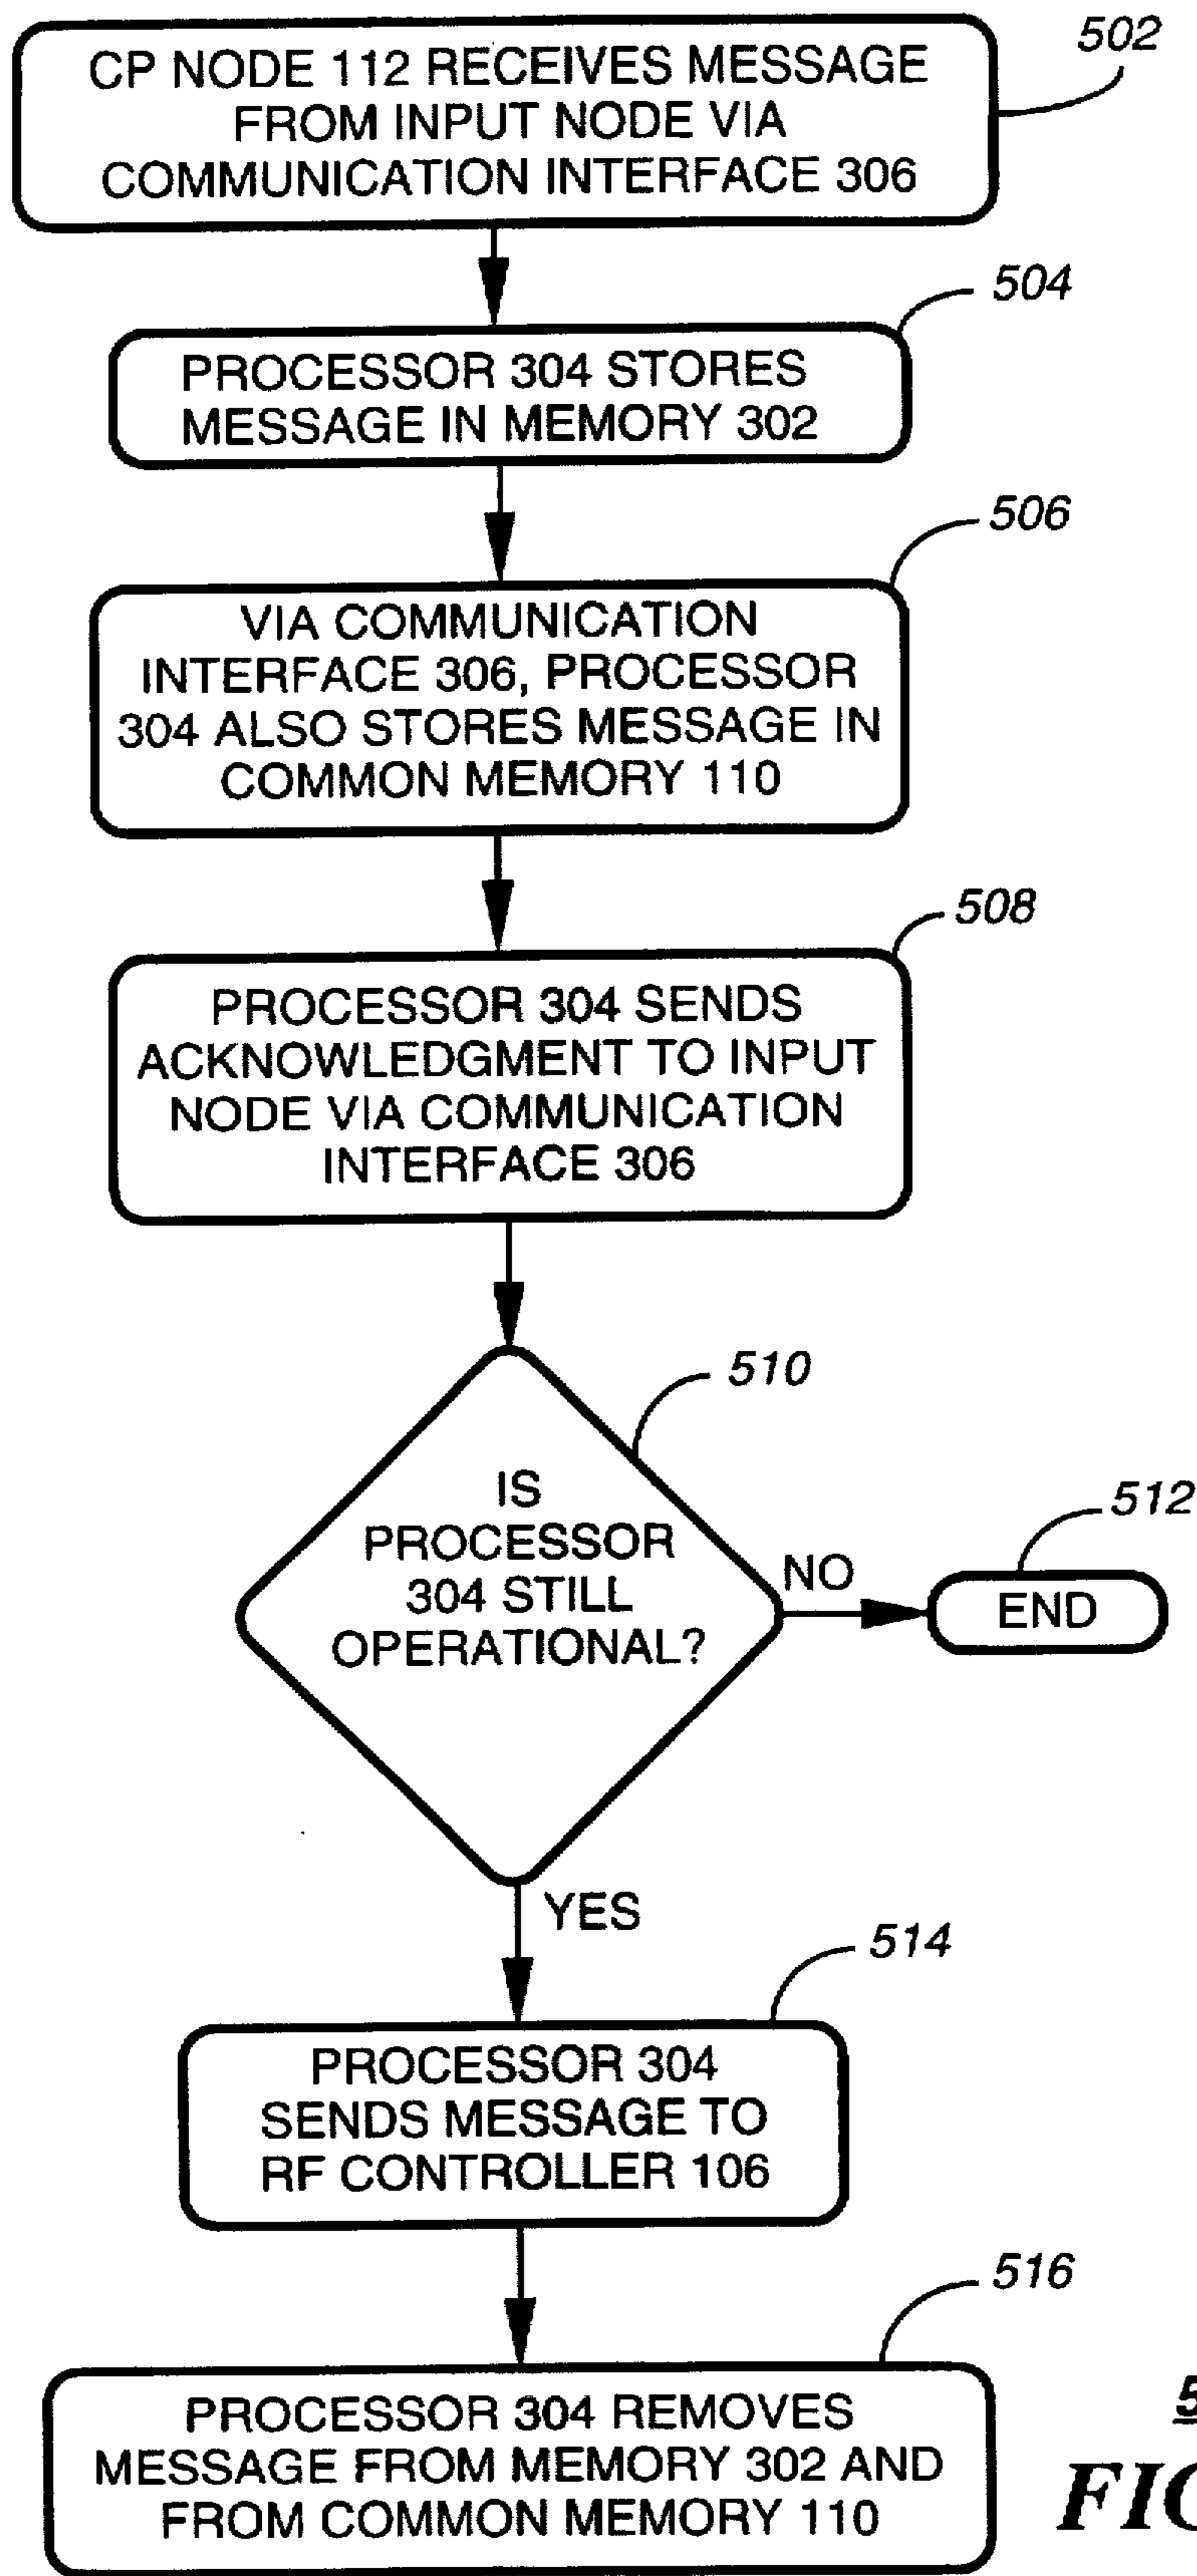 502
CP NODE 112 RECEIVES MESSAGE
FROM INPUT NODE VIA
COMMUNICATION INTERFACE 306
504
PROCESSOR 304 STORES
MESSAGE IN MEMORY 302
506
VIA COMMUNICATION
INTERFACE 306, PROCESSOR
304 ALSO STORES MESSAGE IN
COMMON MEMORY 110
508
PROCESSOR 304 SENDS
ACKNOWLEDGMENT TO INPUT
NODE VIA COMMUNICATION
INTERFACE 306
510
IS
PROCESSOR
304 STILL
OPERATIONAL?
NO
512
END
YES
514
PROCESSOR 304
SENDS MESSAGE TO
RF CONTROLLER 106
516
PROCESSOR 304 REMOVES
MESSAGE FROM MEMORY 302 AND
FROM COMMON MEMORY 110